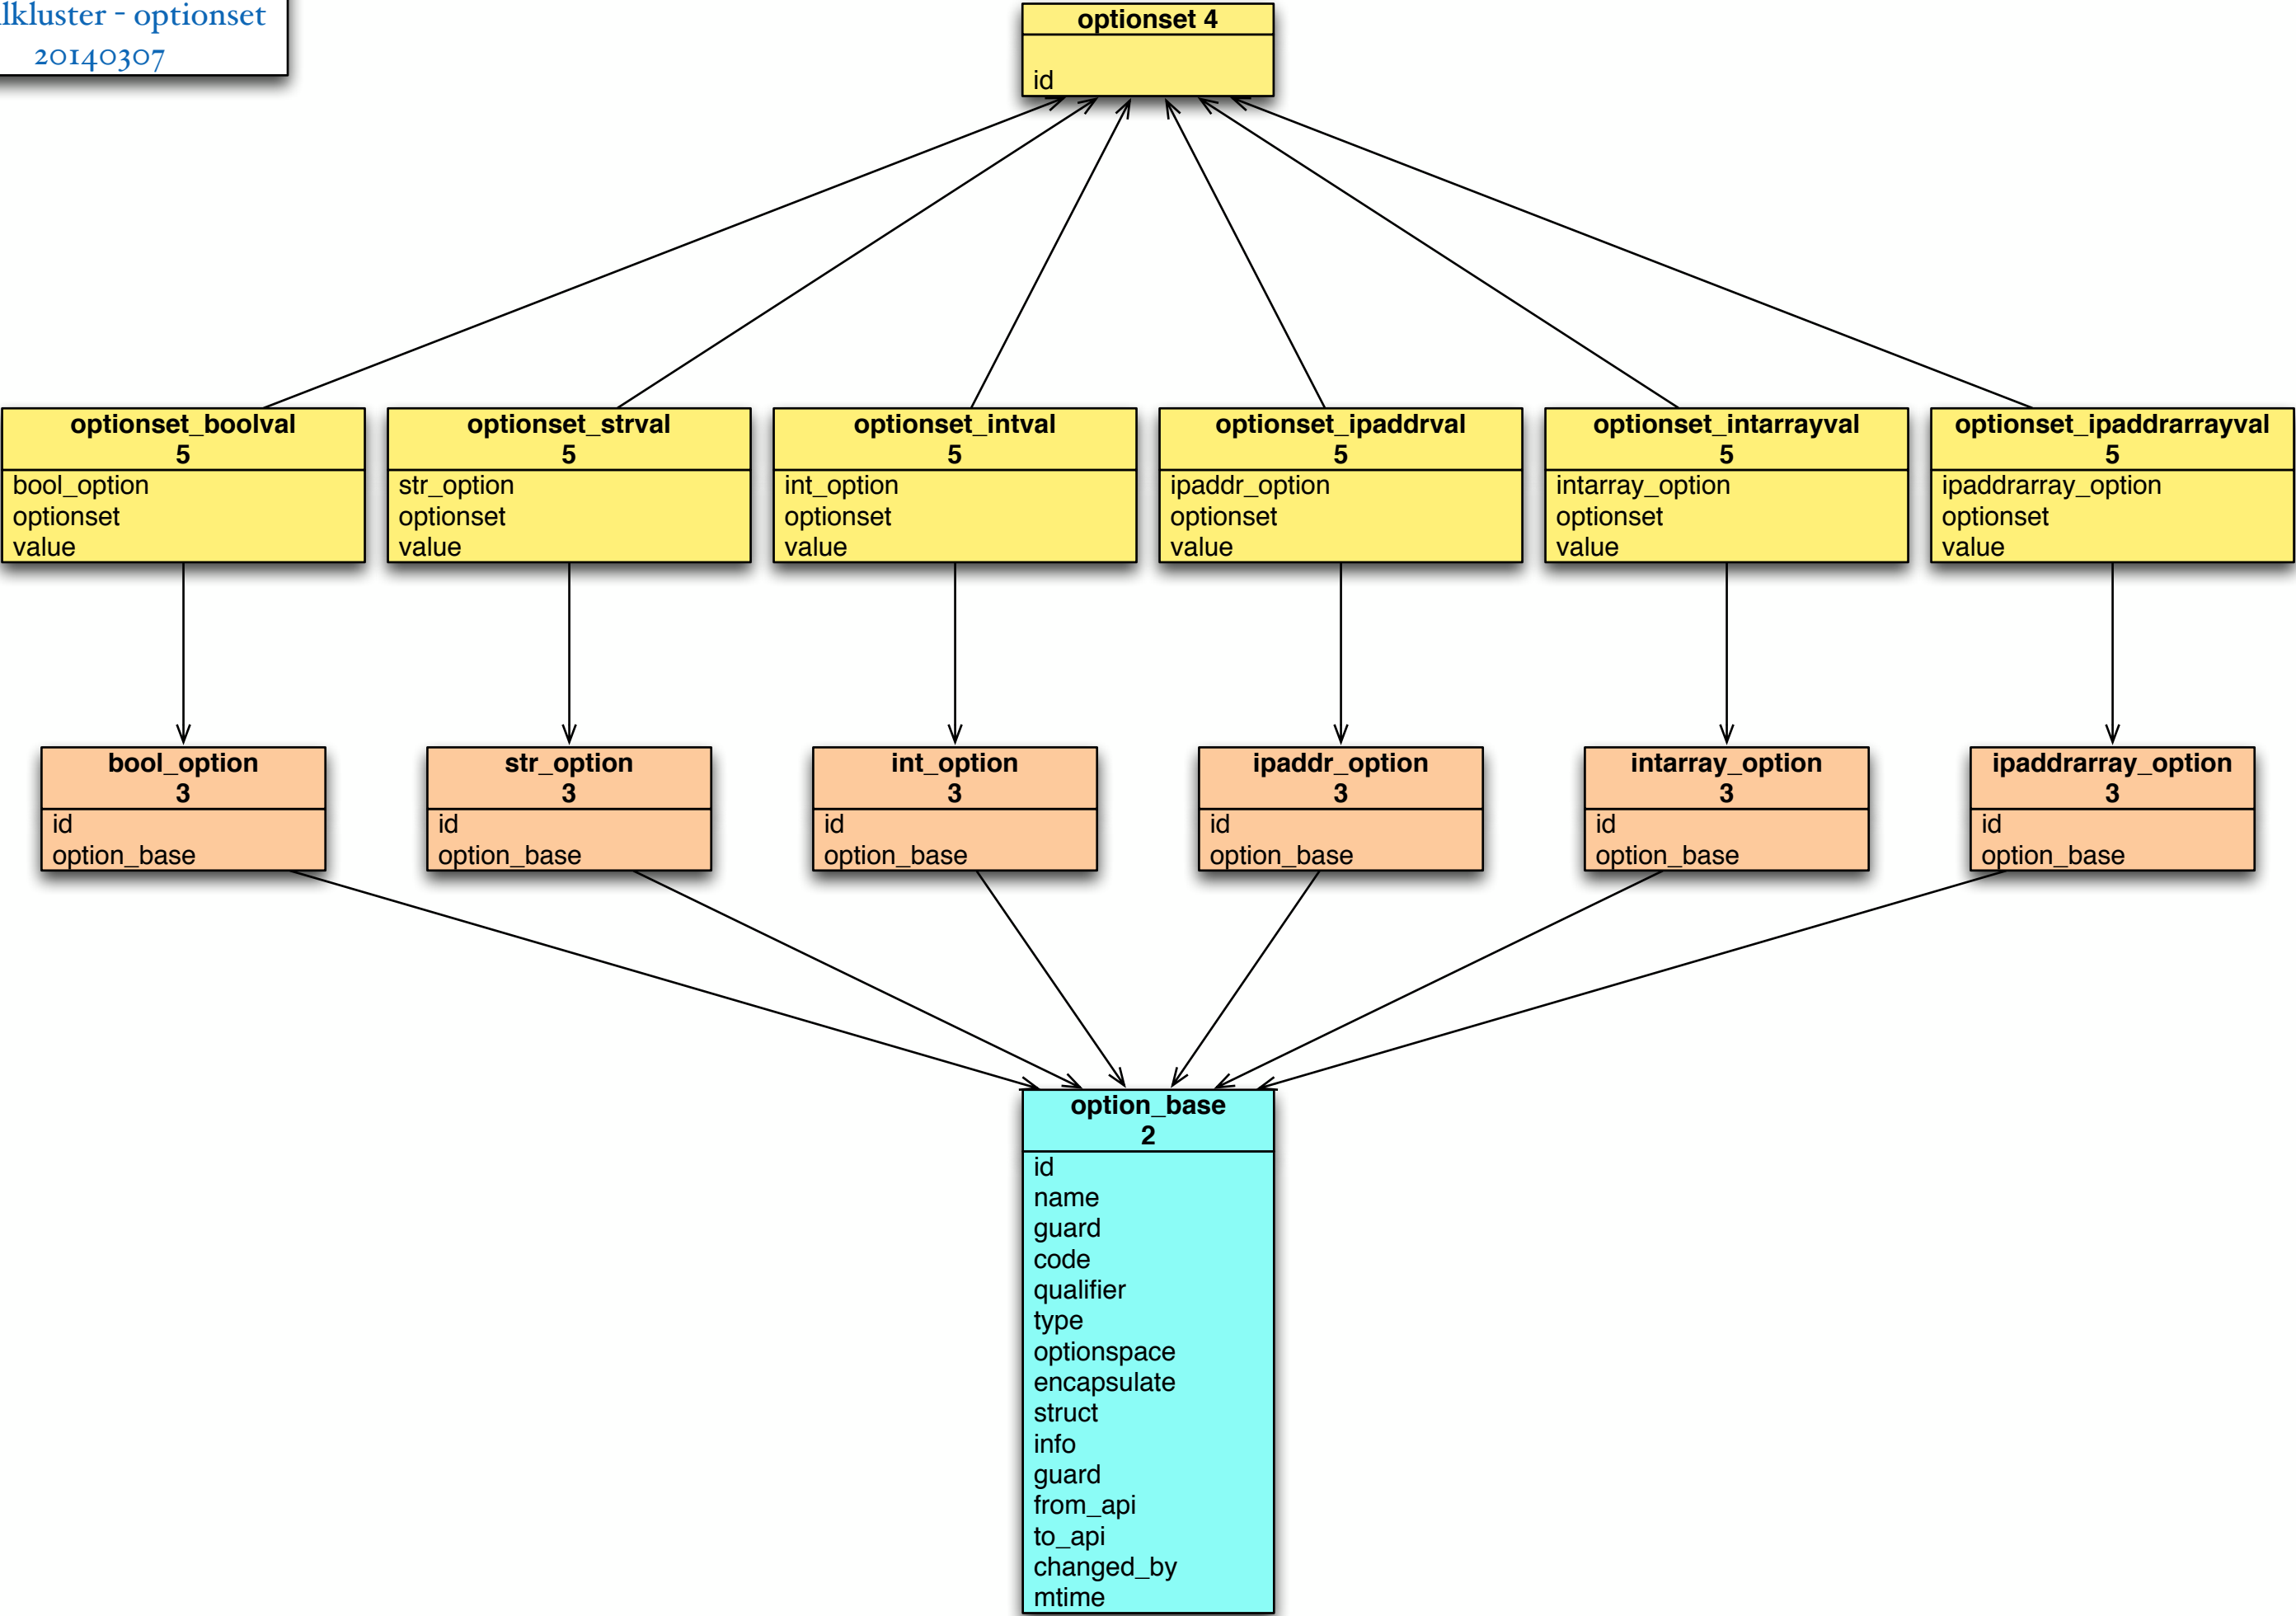 - optionset
20140307
optionset 4
id
optionset_boolval
5
bool_option
optionset
value
optionset_strval
5
str_option
optionset
value
optionset_intval
5
int_option
optionset
value
optionset_ipaddrval
5
ipaddr_option
optionset
value
optionset_intarrayval
5
intarray_option
optionset
value
optionset_ipaddrarrayval
5
ipaddrarray_option
optionset
value
bool_option
3
id
option_base
str_option
3
id
option_base
int_option
3
id
option_base
ipaddr_option
3
id
option_base
intarray_option
3
id
option_base
ipaddrarray_option
3
id
option_base
option_base
2
id
name
guard
code
qualifier
type
optionspace
encapsulate
struct
info
guard
from_api
to_api
changed_by
mtime